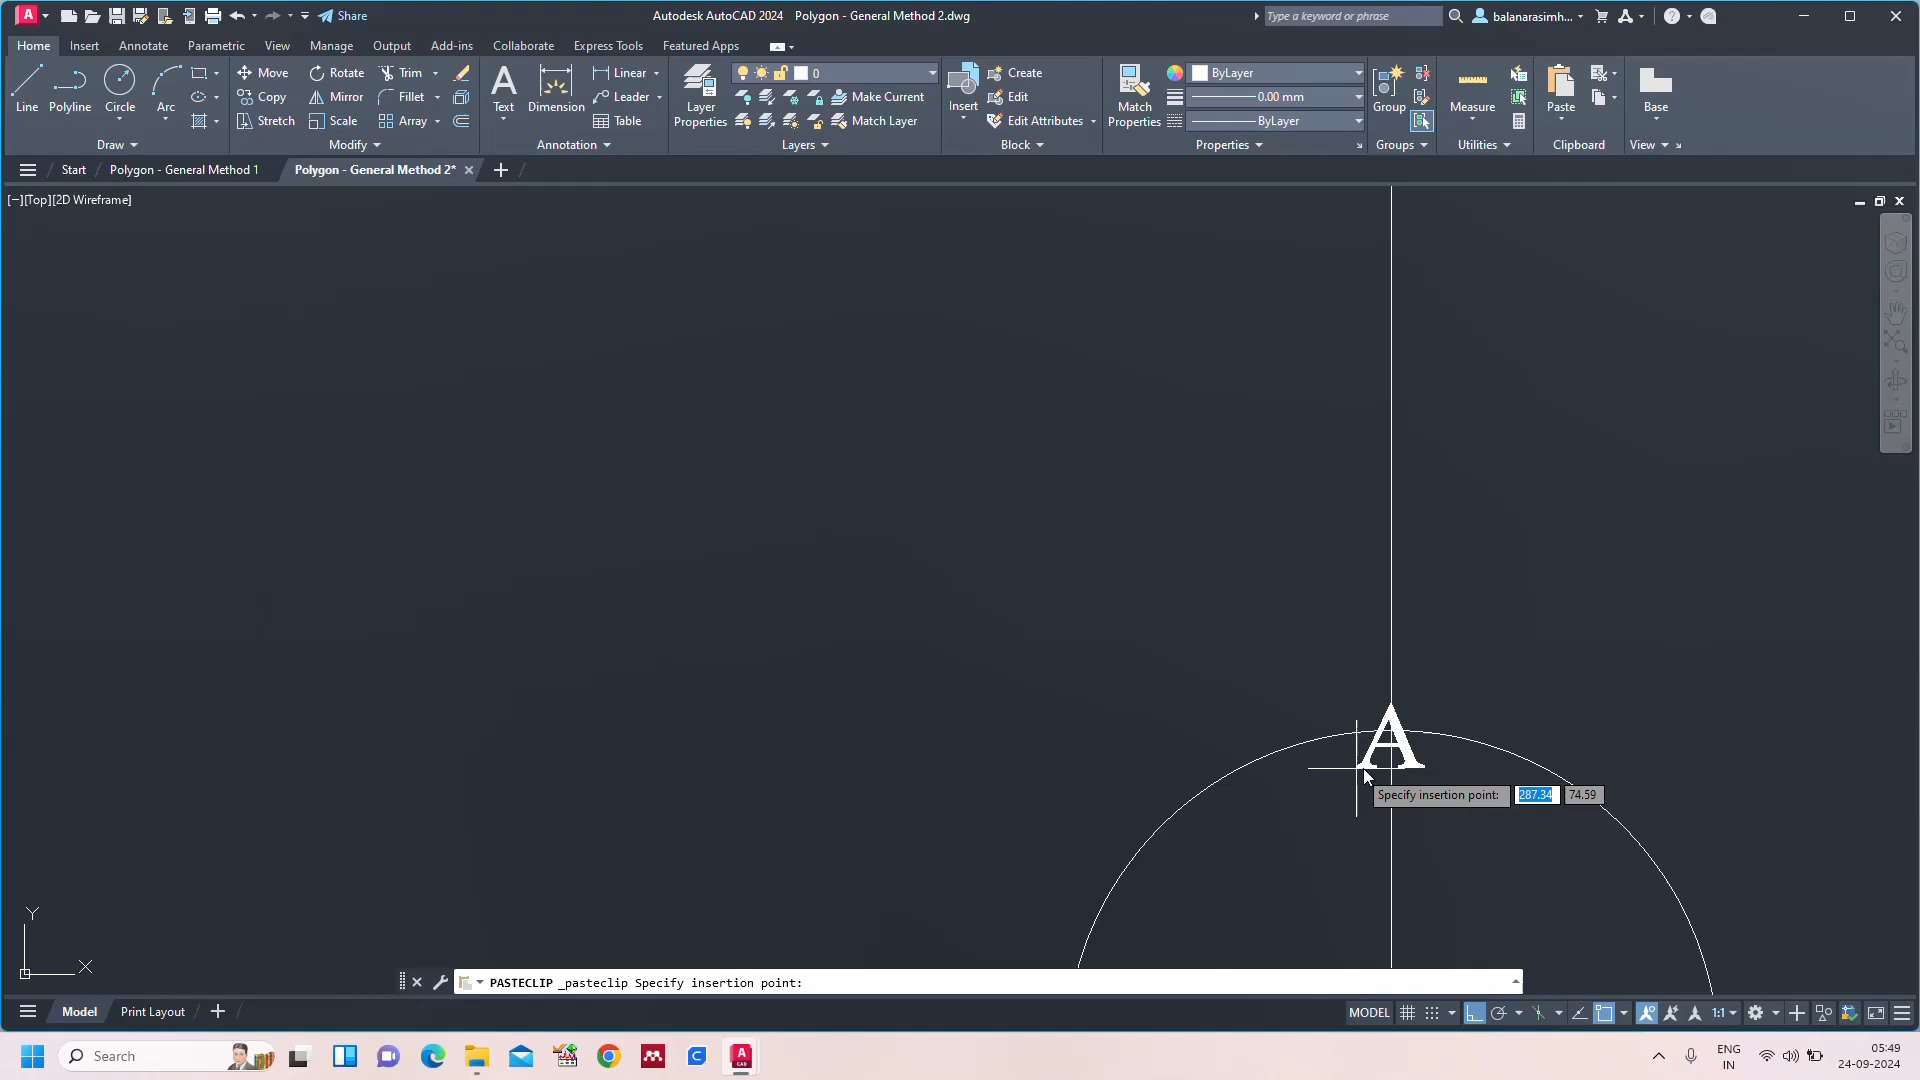 Share
Autodesk AutoCAD 2024 Polygon - General Method 2.dwg
Type a keyword or phrase
balanarasimh...
Home Insert Annotate Parametric View Manage Output Add-ins Collaborate Express Tools Featured Apps
Line
Polyline
Circle
Arc
Draw
Move Rotate Trim
Copy Mirror Fillet
Stretch Scale Array
Modify
Text
Dimension
Linear
Leader
Table
Annotation
Layer
Properties
0
Make Current
Match Layer
Layers
Insert
Create
Edit
Edit Attributes
Block
Match
Properties
ByLayer
0.00 mm
ByLayer
Properties
Group
Groups
Measure
Utilities
Paste
Clipboard
Base
View
Start Polygon - General Method 1 Polygon - General Method 2*
[−][Top][2D Wireframe]
A
Specify insertion point: 287.34 74.59
Y
X
PASTECLIP _pasteclip Specify insertion point:
Model Print Layout
MODEL
1:1
Search
ENG
IN
05:49
24-09-2024